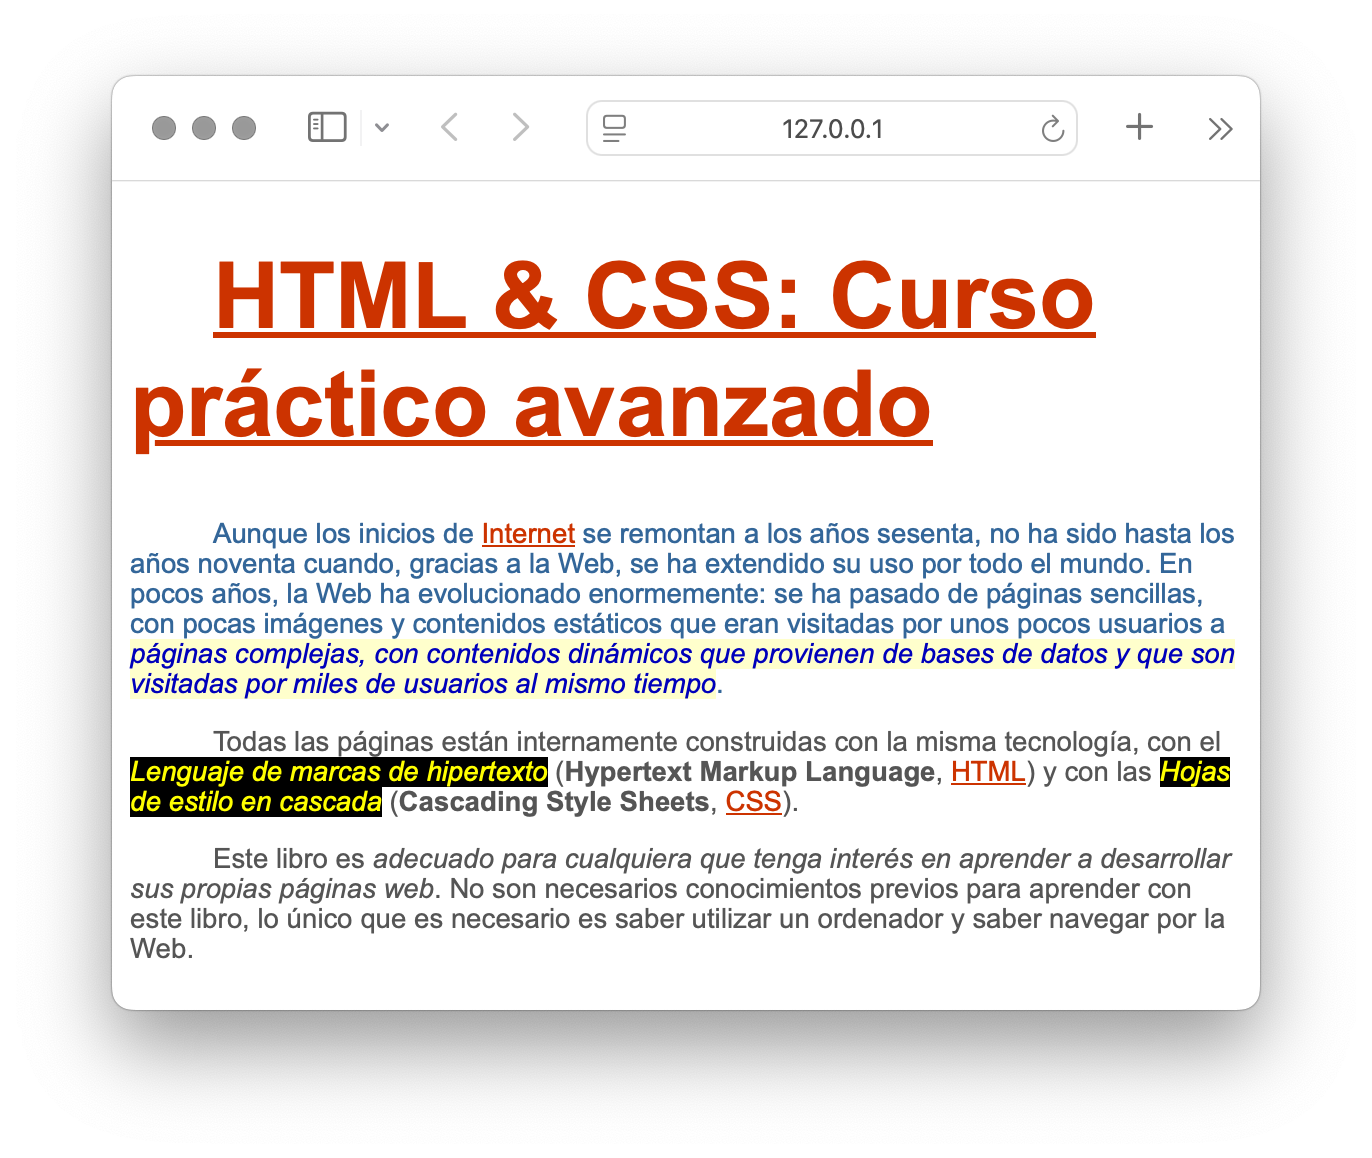 127.0.0.1
HTML & CSS: Curso
práctico avanzado
Aunque los inicios de Internet se remontan a los años sesenta, no ha sido hasta los
años noventa cuando, gracias a la Web, se ha extendido su uso por todo el mundo. En
pocos años, la Web ha evolucionado enormemente: se ha pasado de páginas sencillas,
con pocas imágenes y contenidos estáticos que eran visitadas por unos pocos usuarios a
páginas complejas, con contenidos dinámicos que provienen de bases de datos y que son
visitadas por miles de usuarios al mismo tiempo.
Todas las páginas están internamente construidas con la misma tecnología, con el
Lenguaje de marcas de hipertexto (Hypertext Markup Language, HTML) y con las Hojas
de estilo en cascada (Cascading Style Sheets, CSS).
Este libro es adecuado para cualquiera que tenga interés en aprender a desarrollar
sus propias páginas web. No son necesarios conocimientos previos para aprender con
este libro, lo único que es necesario es saber utilizar un ordenador y saber navegar por la
Web.